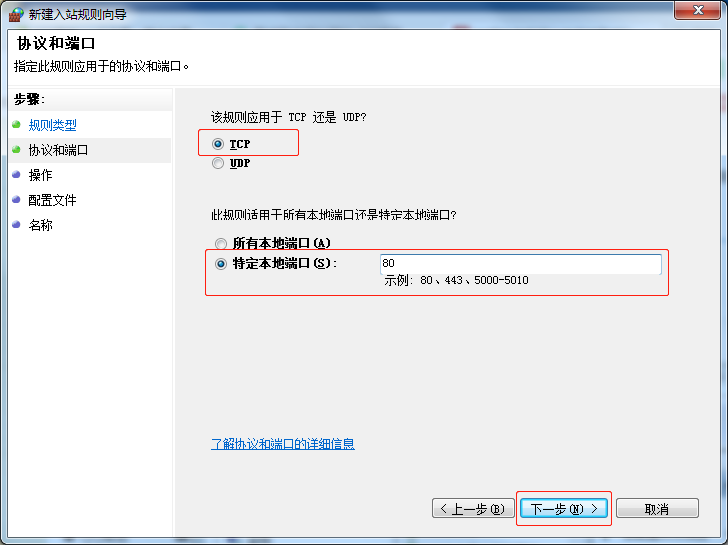 新建入站规则向导
协议和端口
指定此规则应用于的协议和端口。
步骤:
规则类型
协议和端口
操作
配置文件
名称
该规则应用于 TCP 还是 UDP?
TCP
UDP
此规则适用于所有本地端口还是特定本地端口?
所有本地端口(A)
特定本地端口(S): 80
示例: 80、443、5000-5010
了解协议和端口的详细信息
< 上一步(B) 下一步(N) > 取消